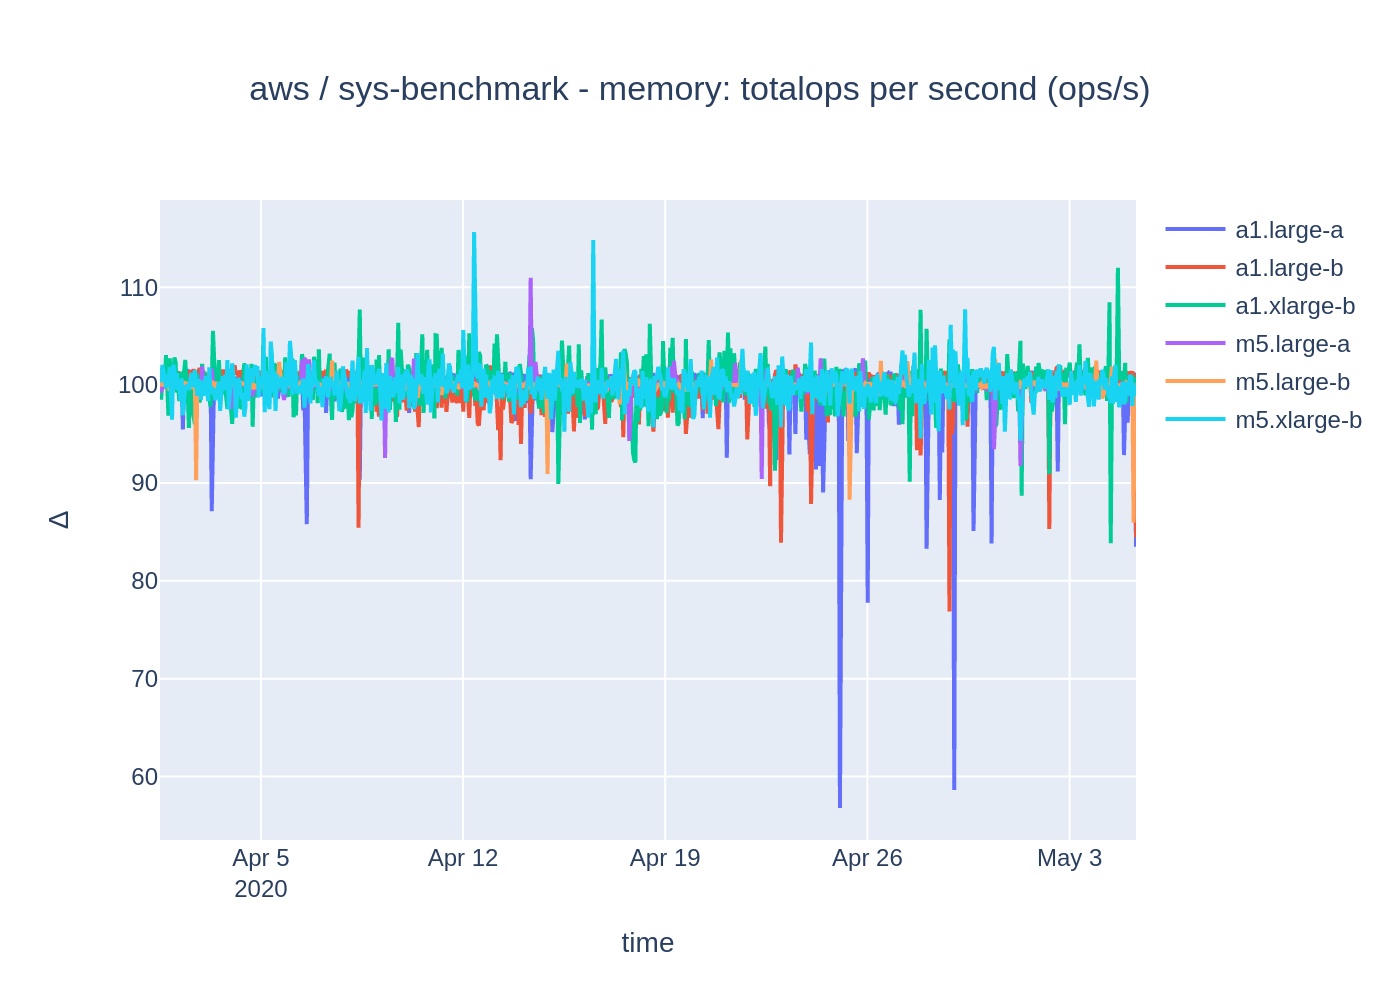 aws / sys-benchmark - memory: totalops per second (ops/s)
110
100
90
80
70
60
Δ
Apr 5
2020
Apr 12
Apr 19
Apr 26
May 3
time
a1.large-a
a1.large-b
a1.xlarge-b
m5.large-a
m5.large-b
m5.xlarge-b